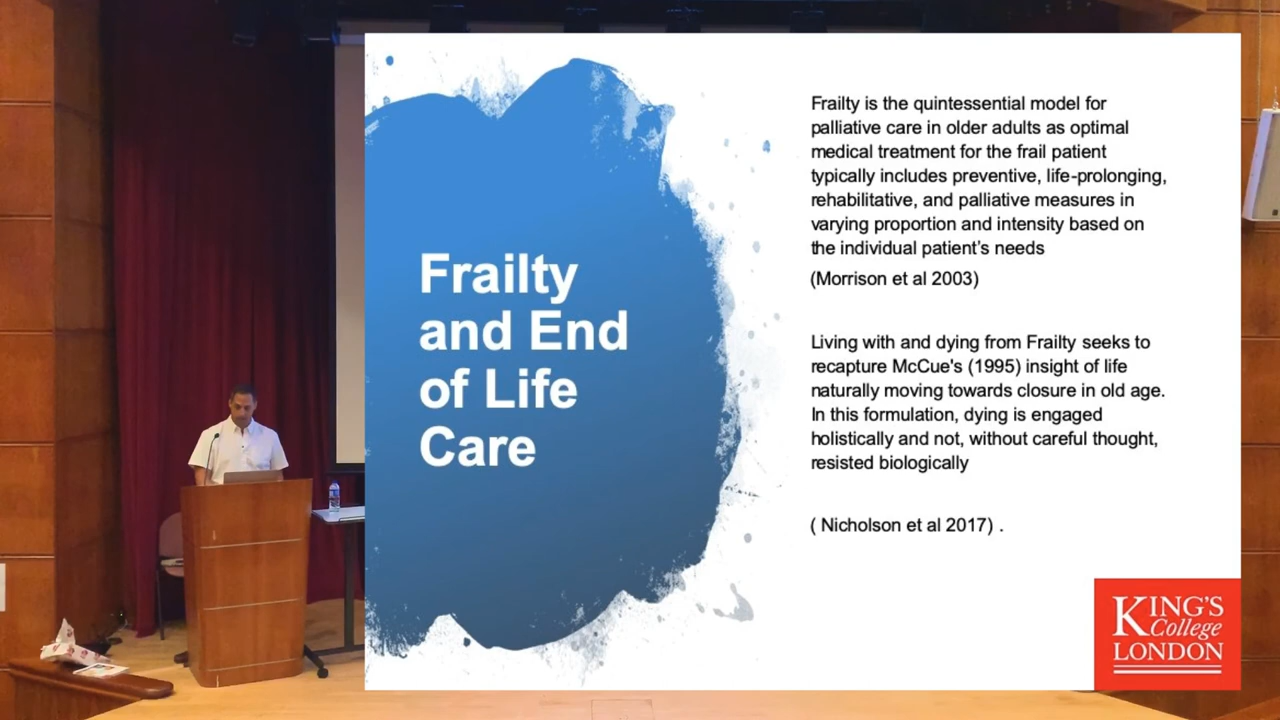 Frailty
and End
of Life
Care
Frailty is the quintessential model for
palliative care in older adults as optimal
medical treatment for the frail patient
typically includes preventive, life-prolonging,
rehabilitative, and palliative measures in
varying proportion and intensity based on
the individual patient's needs
(Morrison et al 2003)
Living with and dying from Frailty seeks to
recapture McCue's (1995) insight of life
naturally moving towards closure in old age.
In this formulation, dying is engaged
holistically and not, without careful thought,
resisted biologically
( Nicholson et al 2017) .
KING'S
College
LONDON